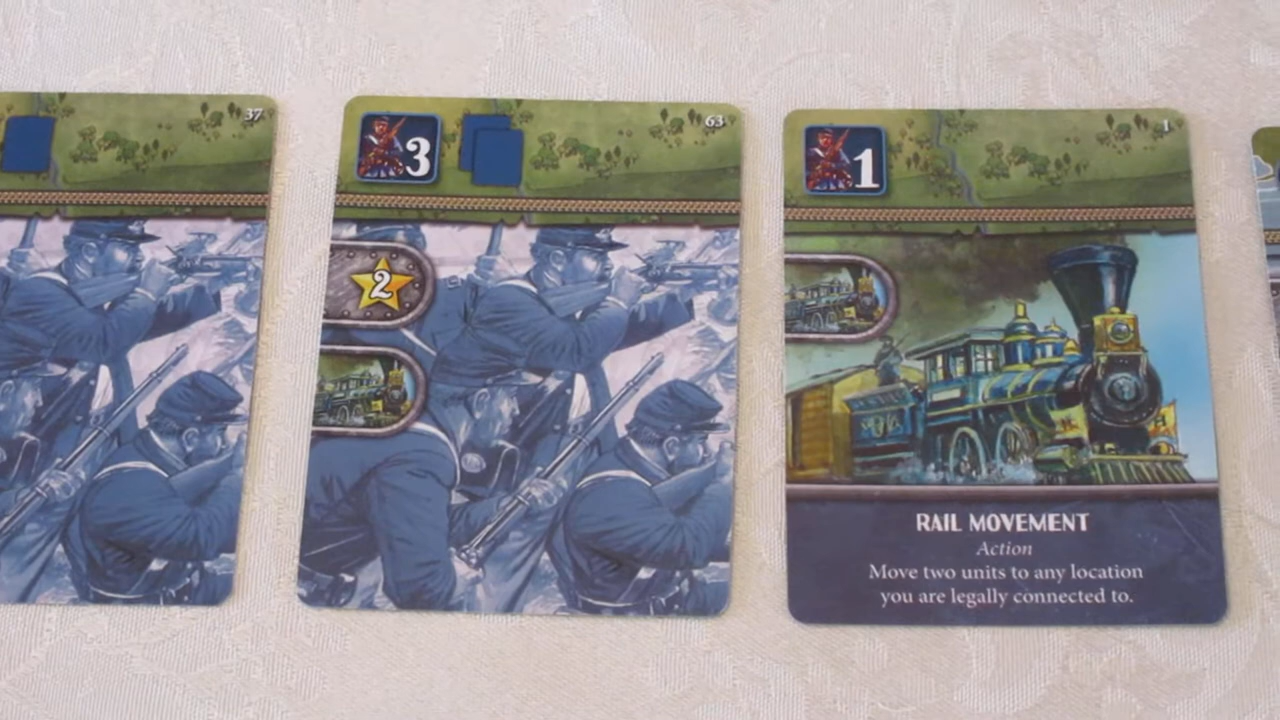 37
3
63
2
1
1
RAIL MOVEMENT
Action
Move two units to any location
you are legally connected to.